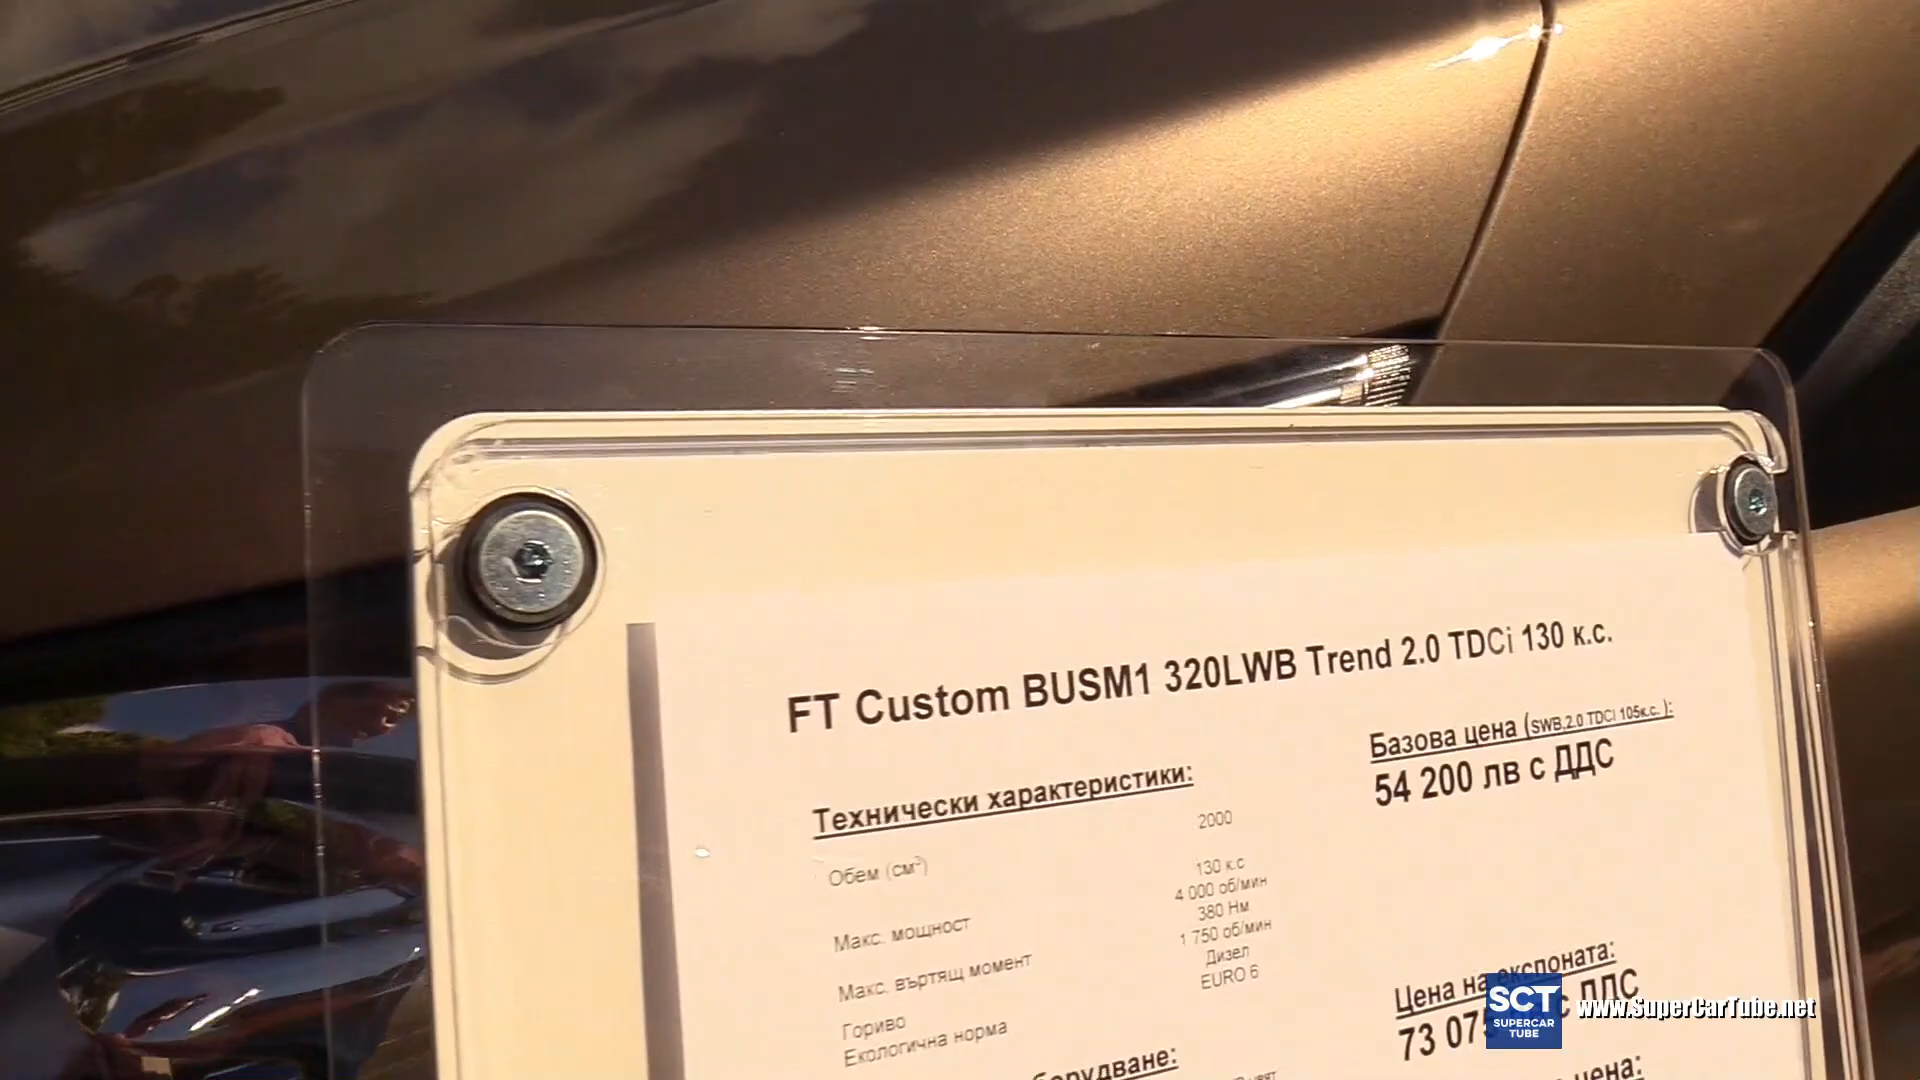 FT Custom BUSM1 320LWB Trend 2.0 TDCi 130 к.с.
Базова цена (SWB,2.0 TDCI 105к.с. ):
54 200 лв с ДДС
Технически характеристики:
Обем (см³)
2000
Макс. мощност
130 к.с
4 000 об/мин
Макс. въртящ момент
380 Нм
1 750 об/мин
Гориво
Дизел
Екологична норма
EURO 6
Цена на експоната:
73 07 с ДДС
цена:
SCT
SUPERCAR
TUBE
www.SuperCarTube.net